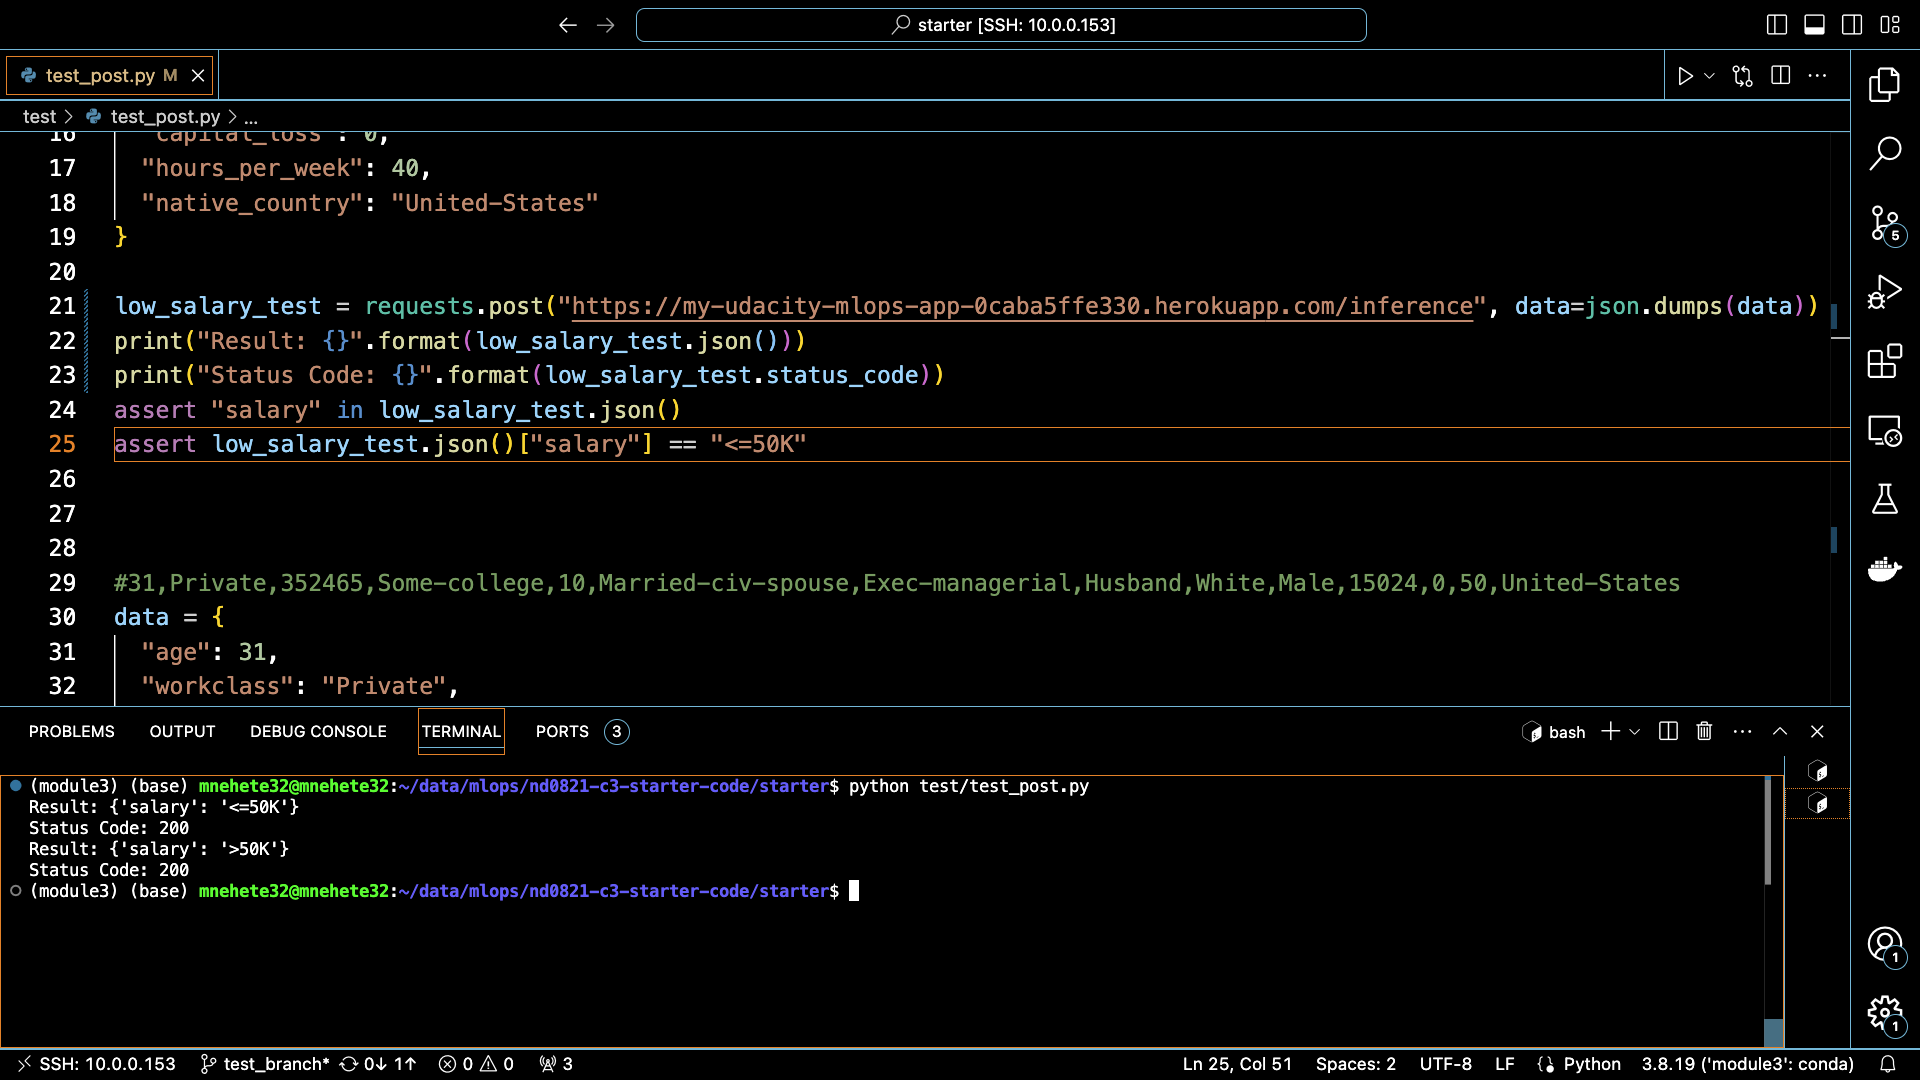 starter [SSH: 10.0.0.153]
test_post.py M
test > test_post.py > ...
16 "capital_loss": 0,
17 "hours_per_week": 40,
18 "native_country": "United-States"
19 }
20
21 low_salary_test = requests.post("https://my-udacity-mlops-app-0caba5ffe330.herokuapp.com/inference", data=json.dumps(data))
22 print("Result: {}".format(low_salary_test.json()))
23 print("Status Code: {}".format(low_salary_test.status_code))
24 assert "salary" in low_salary_test.json()
25 assert low_salary_test.json()["salary"] == "<=50K"
26
27
28
29 #31,Private,352465,Some-college,10,Married-civ-spouse,Exec-managerial,Husband,White,Male,15024,0,50,United-States
30 data = {
31 "age": 31,
32 "workclass": "Private",
5
PROBLEMS OUTPUT DEBUG CONSOLE TERMINAL PORTS 3 bash
(module3) (base) mnehete32@mnehete32:~/data/mlops/nd0821-c3-starter-code/starter$ python test/test_post.py
Result: {'salary': '<=50K'}
Status Code: 200
Result: {'salary': '>50K'}
Status Code: 200
(module3) (base) mnehete32@mnehete32:~/data/mlops/nd0821-c3-starter-code/starter$
1
1
SSH: 10.0.0.153 test_branch* 0↓ 1↑ 0 0 3 Ln 25, Col 51 Spaces: 2 UTF-8 LF Python 3.8.19 ('module3': conda)